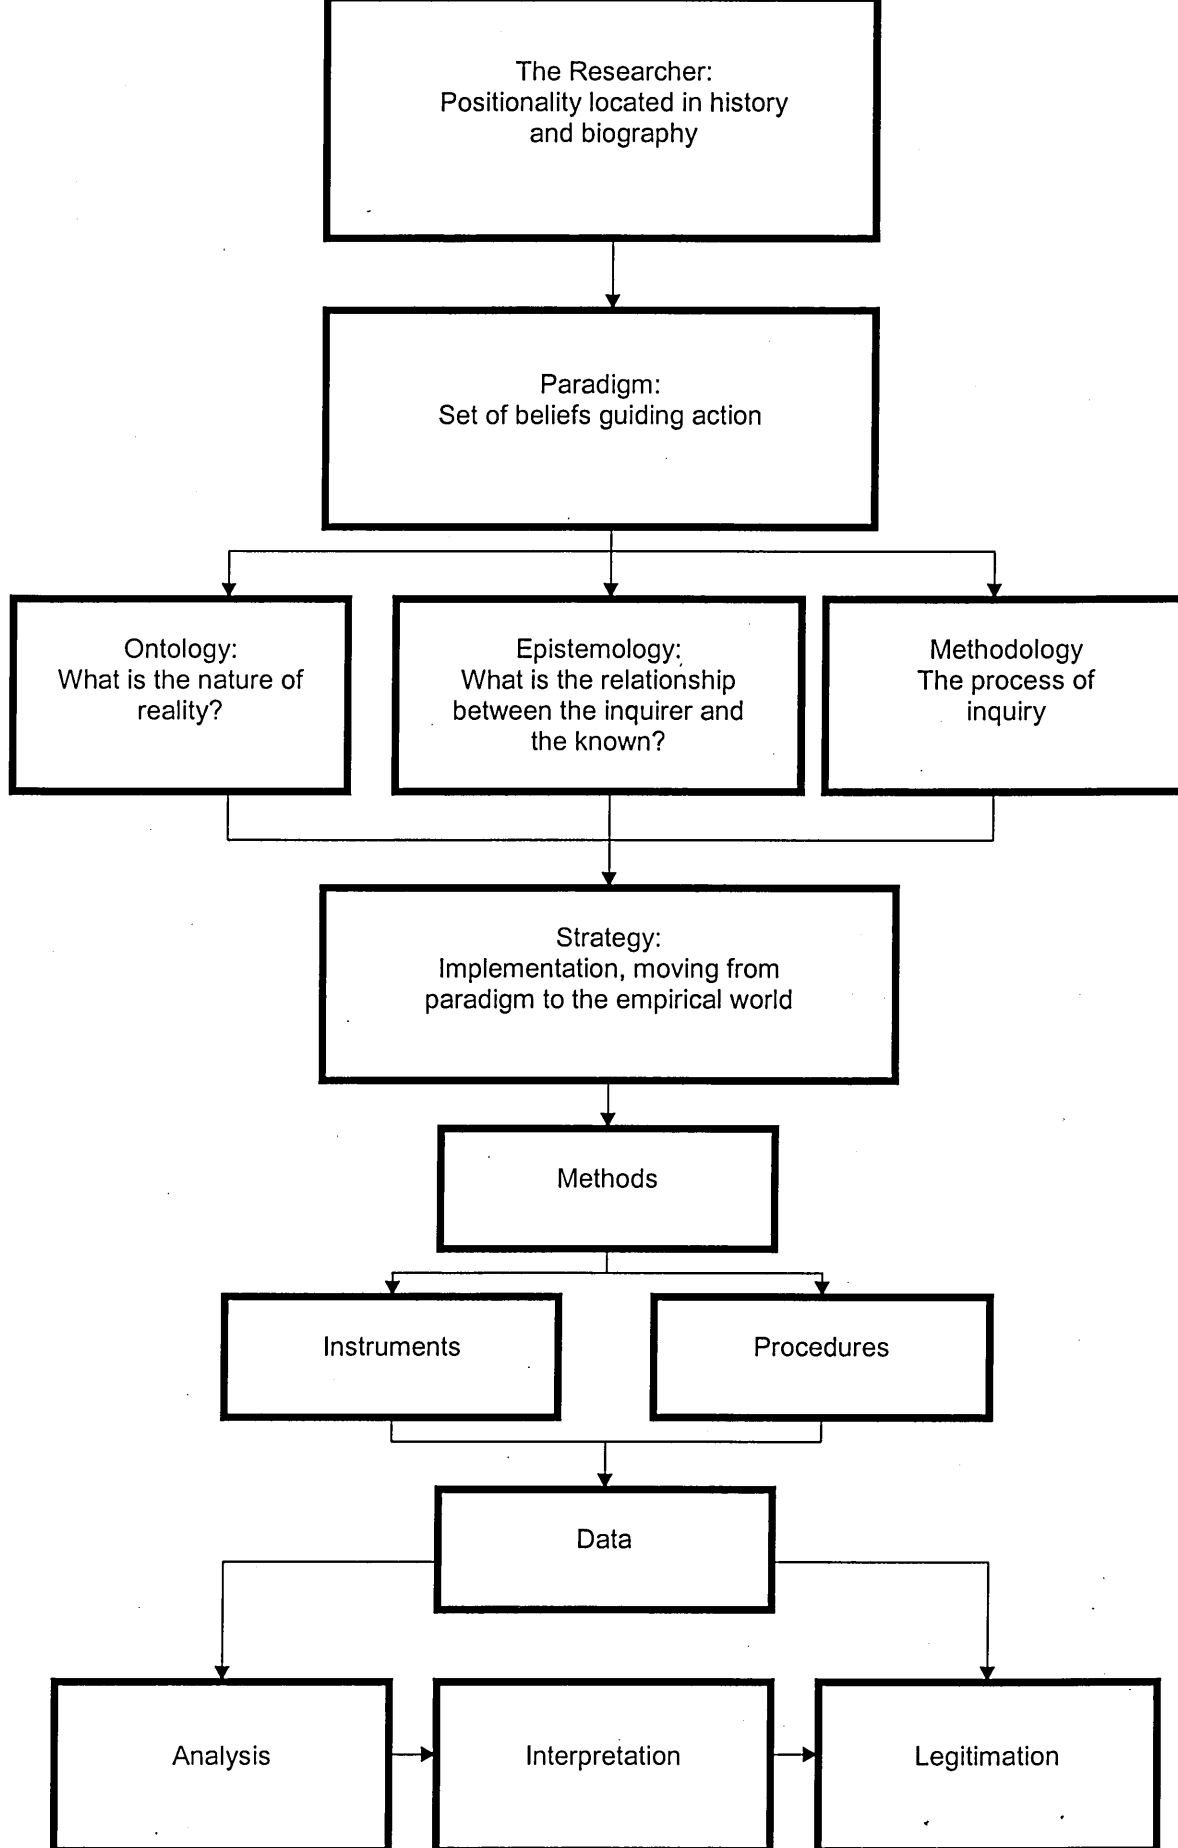 The Researcher:
Positionality located in history
and biography
Paradigm:
Set of beliefs guiding action
Ontology:
What is the nature of
reality?
Epistemology:
What is the relationship
between the inquirer and
the known?
Methodology
The process of
inquiry
Strategy:
Implementation, moving from
paradigm to the empirical world
Methods
Instruments
Procedures
Data
Analysis
Interpretation
Legitimation